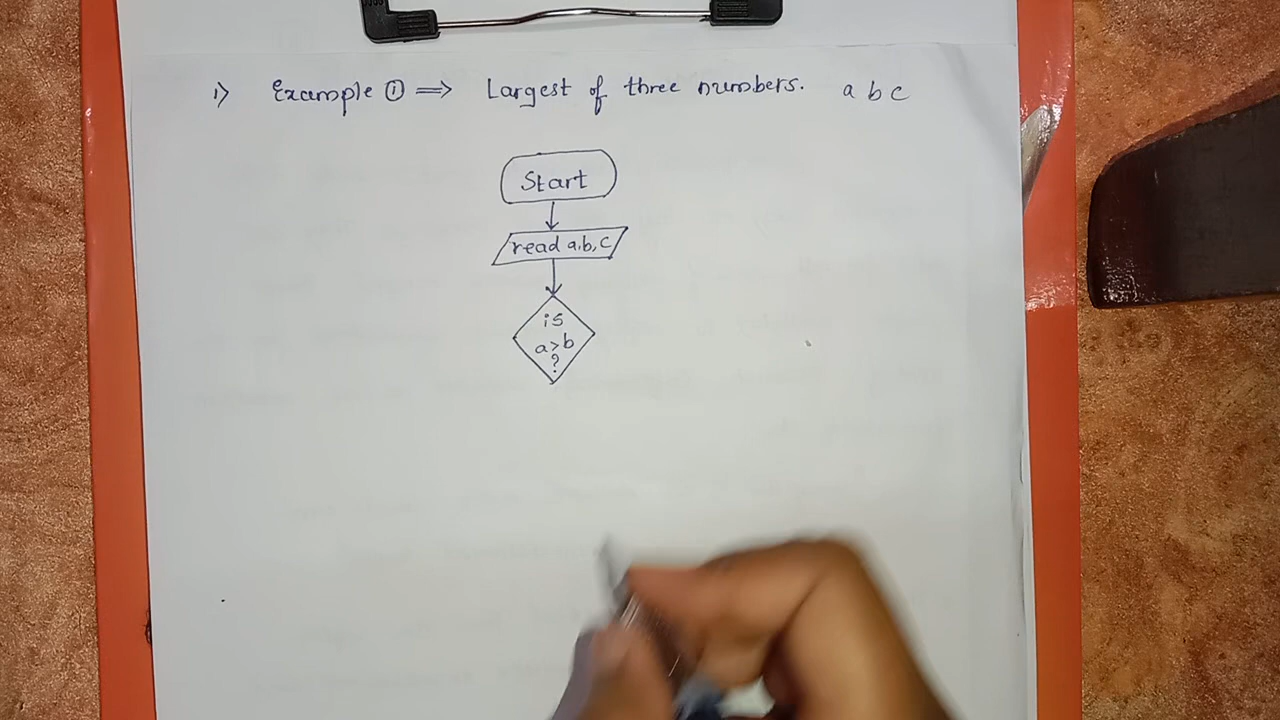 1) Example ① ⟹ Largest of three numbers. a b c
Start
read a,b,c
is
a>b
?